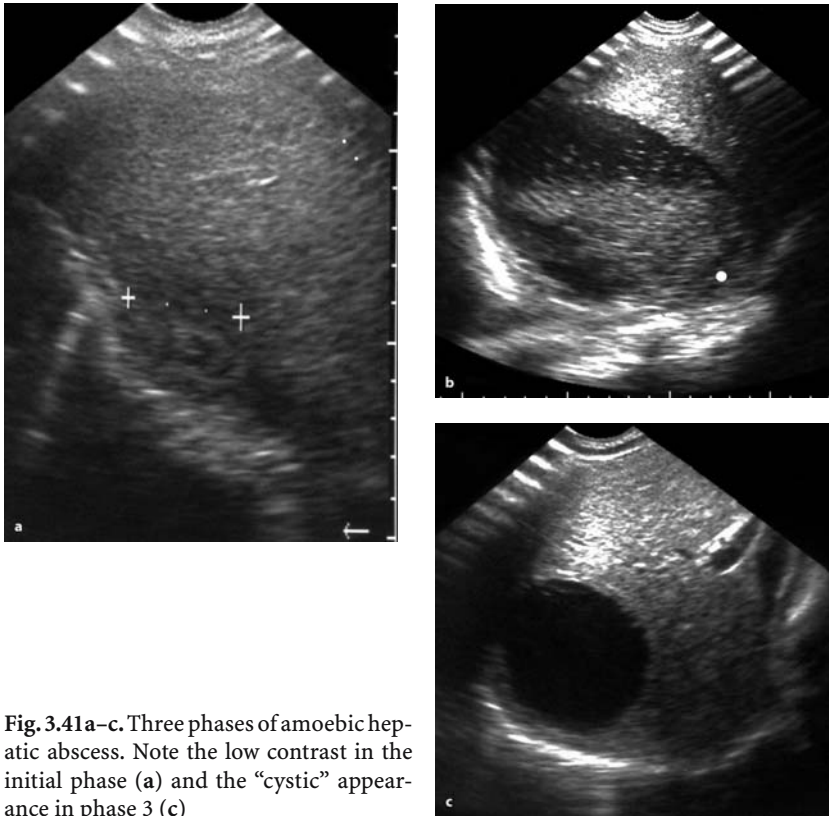 a
b
c
Fig. 3.41a–c. Three phases of amoebic hep-
atic abscess. Note the low contrast in the
initial phase (a) and the “cystic” appear-
ance in phase 3 (c)